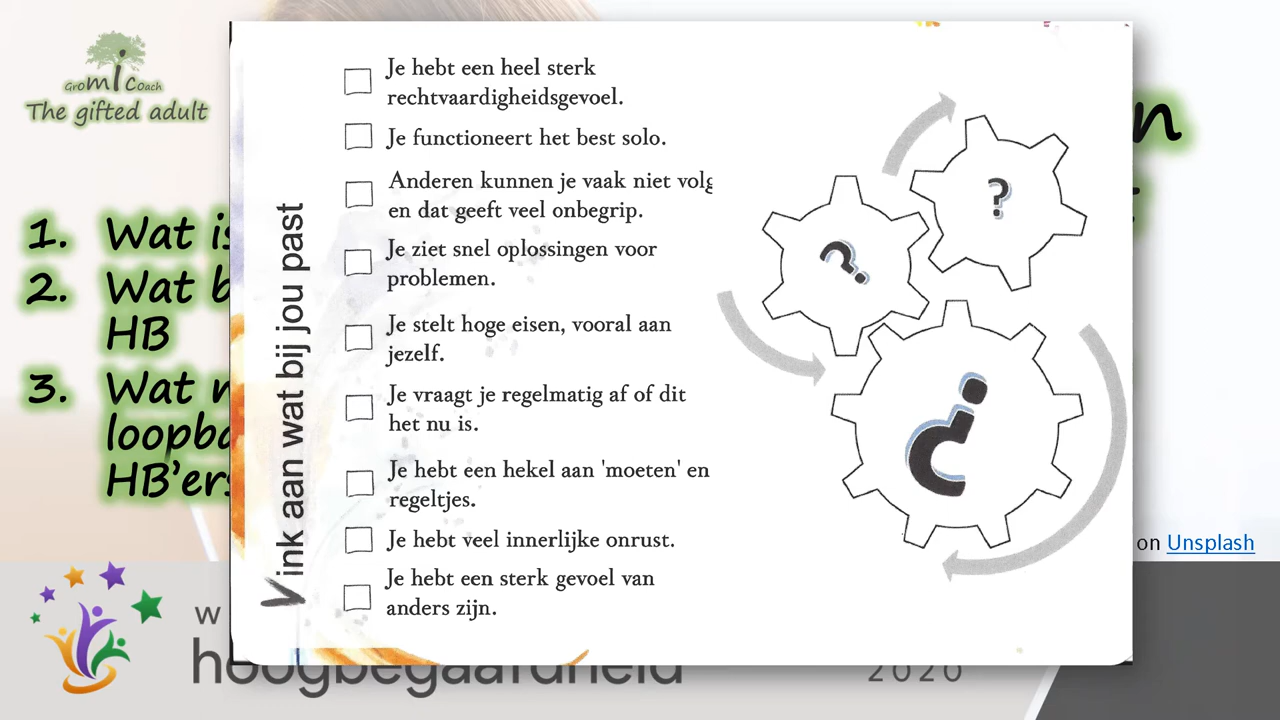 GroMiCoach
The gifted adult
n
1. Wat is
2. Wat b
HB
3. Wat
loopba
HB'ers
Vink aan wat bij jou past
Je hebt een heel sterk
rechtvaardigheidsgevoel.
Je functioneert het best solo.
Anderen kunnen je vaak niet volg
en dat geeft veel onbegrip.
Je ziet snel oplossingen voor
problemen.
Je stelt hoge eisen, vooral aan
jezelf.
Je vraagt je regelmatig af of dit
het nu is.
Je hebt een hekel aan 'moeten' en
regeltjes.
Je hebt veel innerlijke onrust.
Je hebt een sterk gevoel van
anders zijn.
?
?
?
on Unsplash
W
hoogbegaafdheid
2020